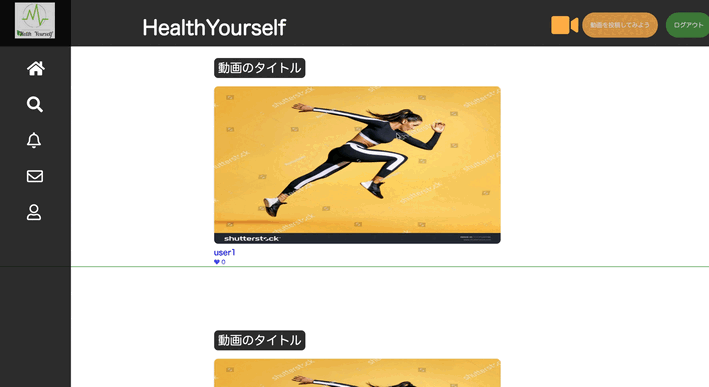 Health Yourself
HealthYourself
動画を投稿してみよう
ログアウト
動画のタイトル
shutterstock
user1
0
動画のタイトル